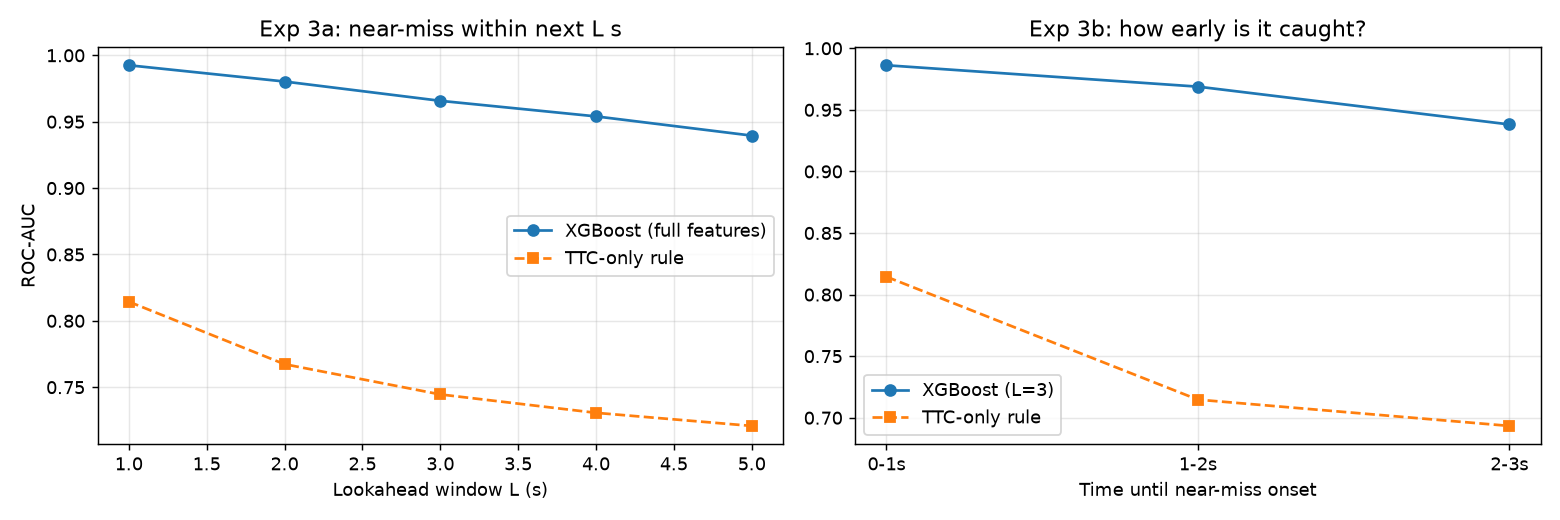 Exp 3a: near-miss within next L s
ROC-AUC
1.00
0.95
0.90
0.85
0.80
0.75
XGBoost (full features)
TTC-only rule
1.0 1.5 2.0 2.5 3.0 3.5 4.0 4.5 5.0
Lookahead window L (s)
Exp 3b: how early is it caught?
1.00
0.95
0.90
0.85
0.80
0.75
0.70
XGBoost (L=3)
TTC-only rule
0-1s 1-2s 2-3s
Time until near-miss onset